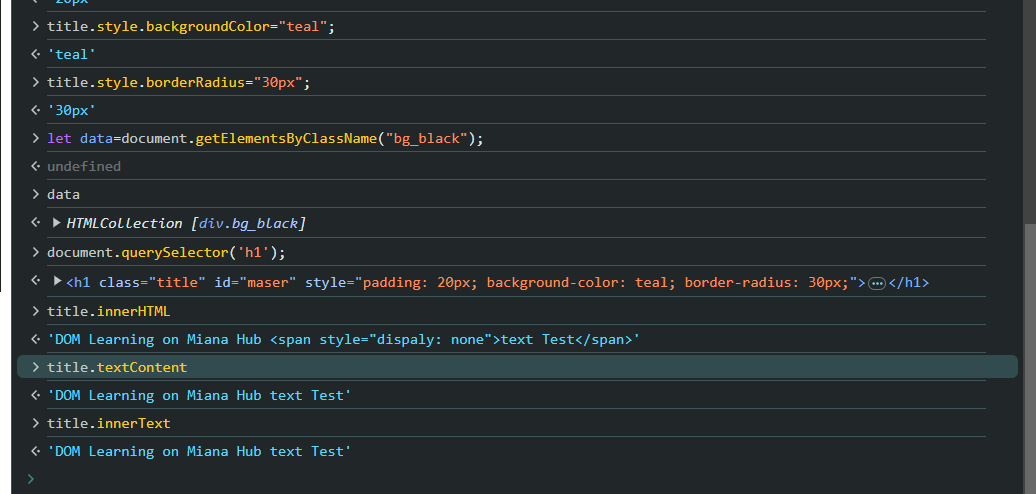 '20px'
title.style.backgroundColor="teal";
'teal'
title.style.borderRadius="30px";
'30px'
let data=document.getElementsByClassName("bg_black");
undefined
data
HTMLCollection [div.bg_black]
document.querySelector('h1');
<h1 class="title" id="maser" style="padding: 20px; background-color: teal; border-radius: 30px;">…</h1>
title.innerHTML
'DOM Learning on Miana Hub <span style="dispaly: none">text Test</span>'
title.textContent
'DOM Learning on Miana Hub text Test'
title.innerText
'DOM Learning on Miana Hub text Test'